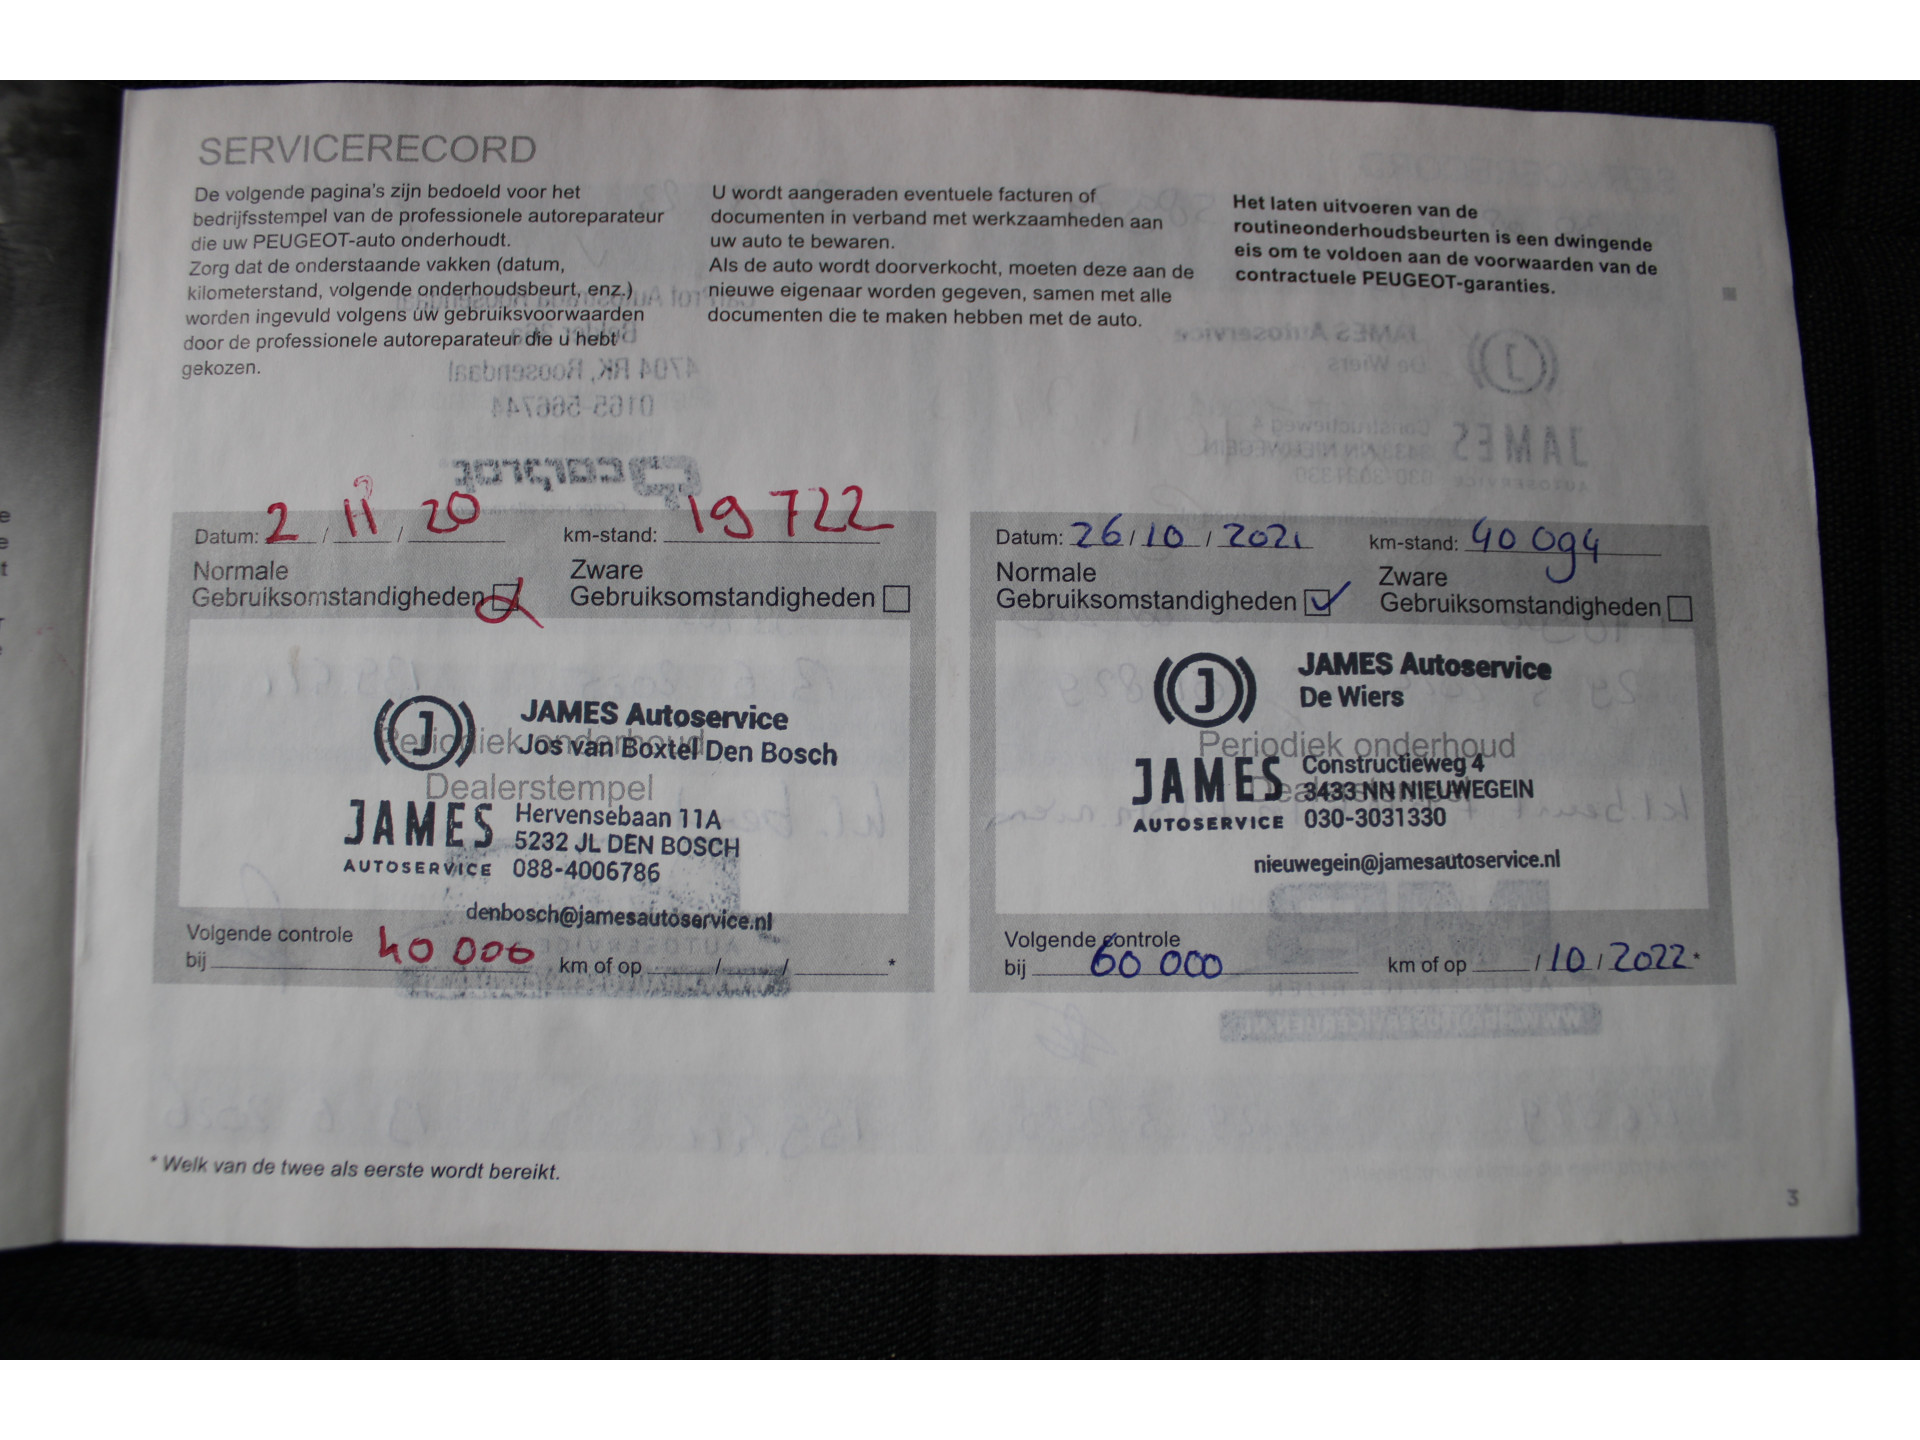 SERVICERECORD
De volgende pagina's zijn bedoeld voor het
bedrijfsstempel van de professionele autoreparateur
die uw PEUGEOT-auto onderhoudt.
Zorg dat de onderstaande vakken (datum,
kilometerstand, volgende onderhoudsbeurt, enz.)
worden ingevuld volgens uw gebruiksvoorwaarden
door de professionele autoreparateur die u hebt
gekozen.
U wordt aangeraden eventuele facturen of
documenten in verband met werkzaamheden aan
uw auto te bewaren.
Als de auto wordt doorverkocht, moeten deze aan de
nieuwe eigenaar worden gegeven, samen met alle
documenten die te maken hebben met de auto.
Het laten uitvoeren van de
routineonderhoudsbeurten is een dwingende
eis om te voldoen aan de voorwaarden van de
contractuele PEUGEOT-garanties.
Datum: 2 / 11 / 20 km-stand: 19 722
Normale Zware
Gebruiksomstandigheden Gebruiksomstandigheden
JAMES Autoservice
Periodiek onderhoud
Jos van Boxtel Den Bosch
Dealerstempel
JAMES
AUTOSERVICE
Hervensebaan 11A
5232 JL DEN BOSCH
088-4006786
denbosch@jamesautoservice.nl
Volgende controle
bij 40 000 km of op / / *
Datum: 26 / 10 / 2021 km-stand: 40 094
Normale Zware
Gebruiksomstandigheden Gebruiksomstandigheden
JAMES Autoservice
De Wiers
Periodiek onderhoud
Dealerstempel
JAMES
AUTOSERVICE
Constructieweg 4
3433 NN NIEUWEGEIN
030-3031330
nieuwegein@jamesautoservice.nl
Volgende controle
bij 60 000 km of op / 10 / 2022 *
* Welk van de twee als eerste wordt bereikt.
3